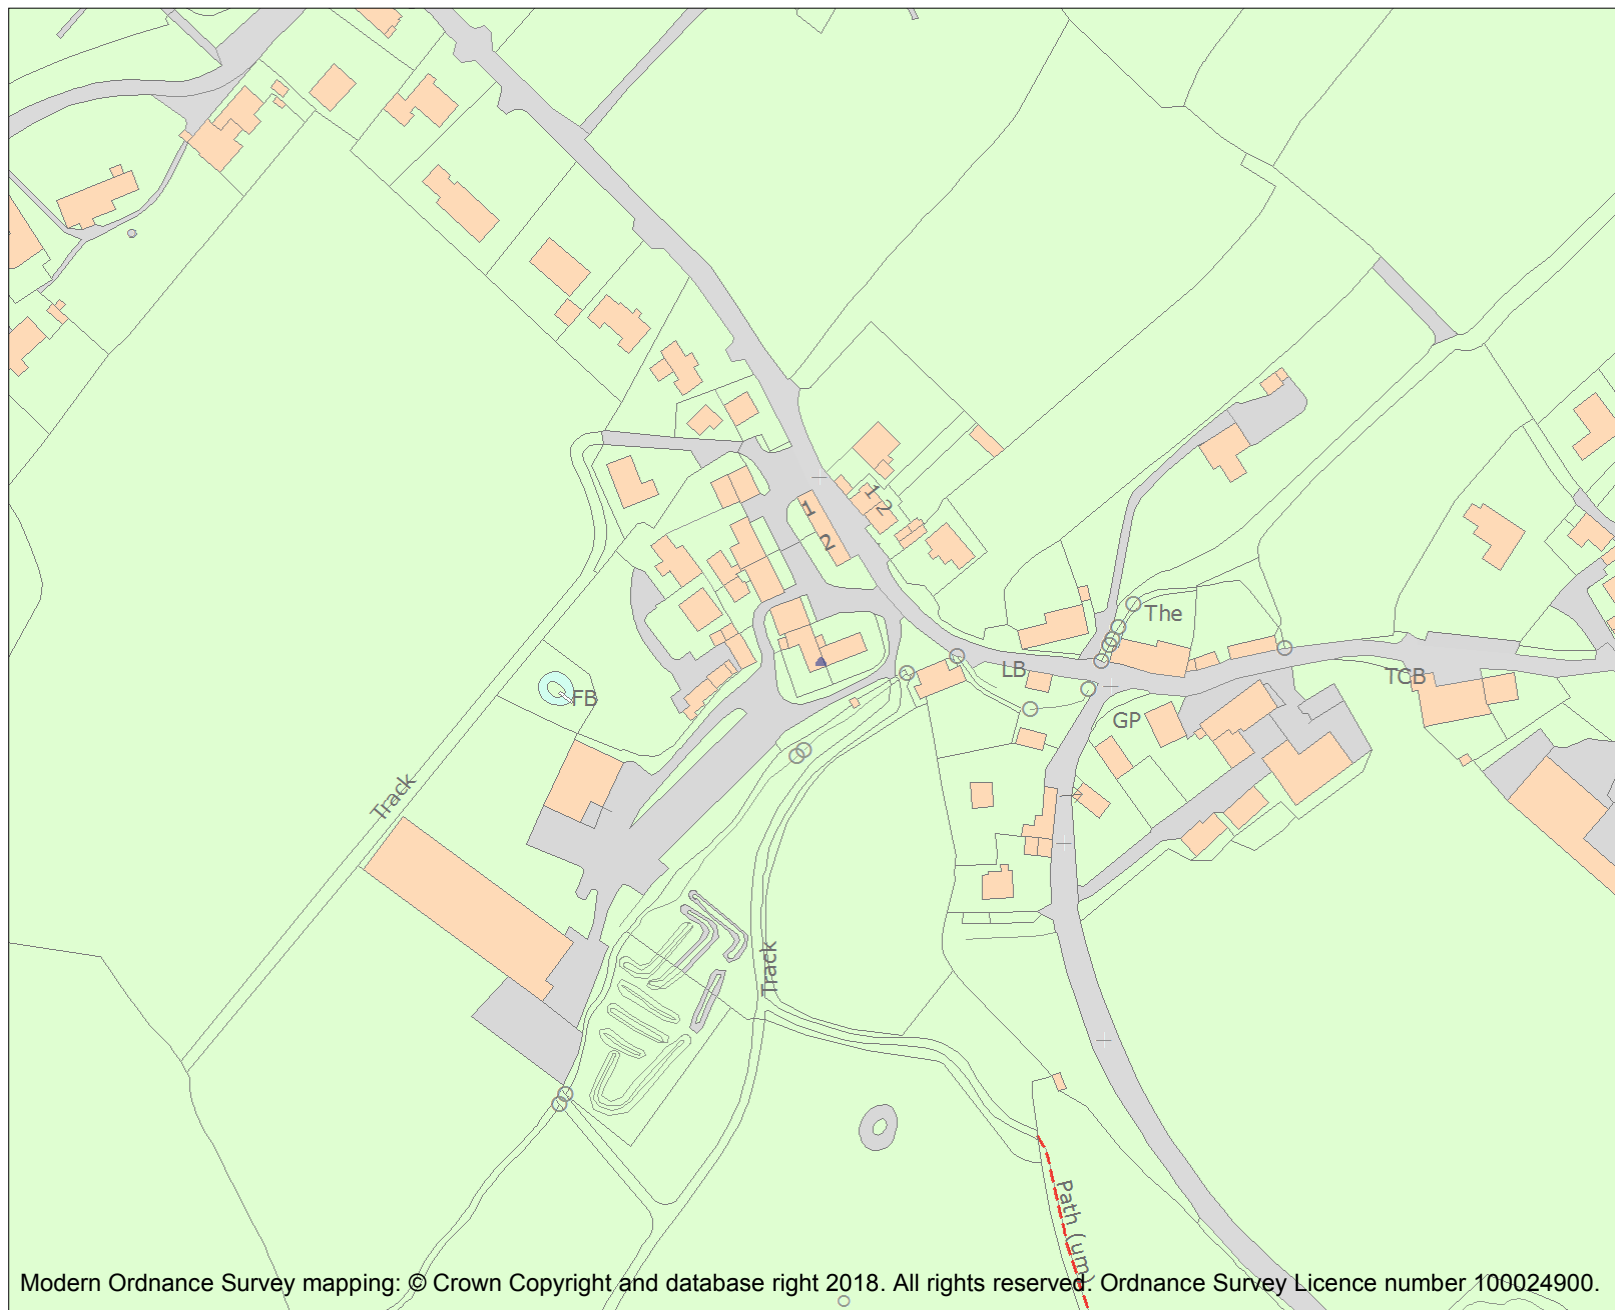 1 2
1
2
The
LB
TCB
FB
GP
Track
Track
Path (um)
Modern Ordnance Survey mapping: © Crown Copyright and database right 2018. All rights reserved. Ordnance Survey Licence number 100024900.